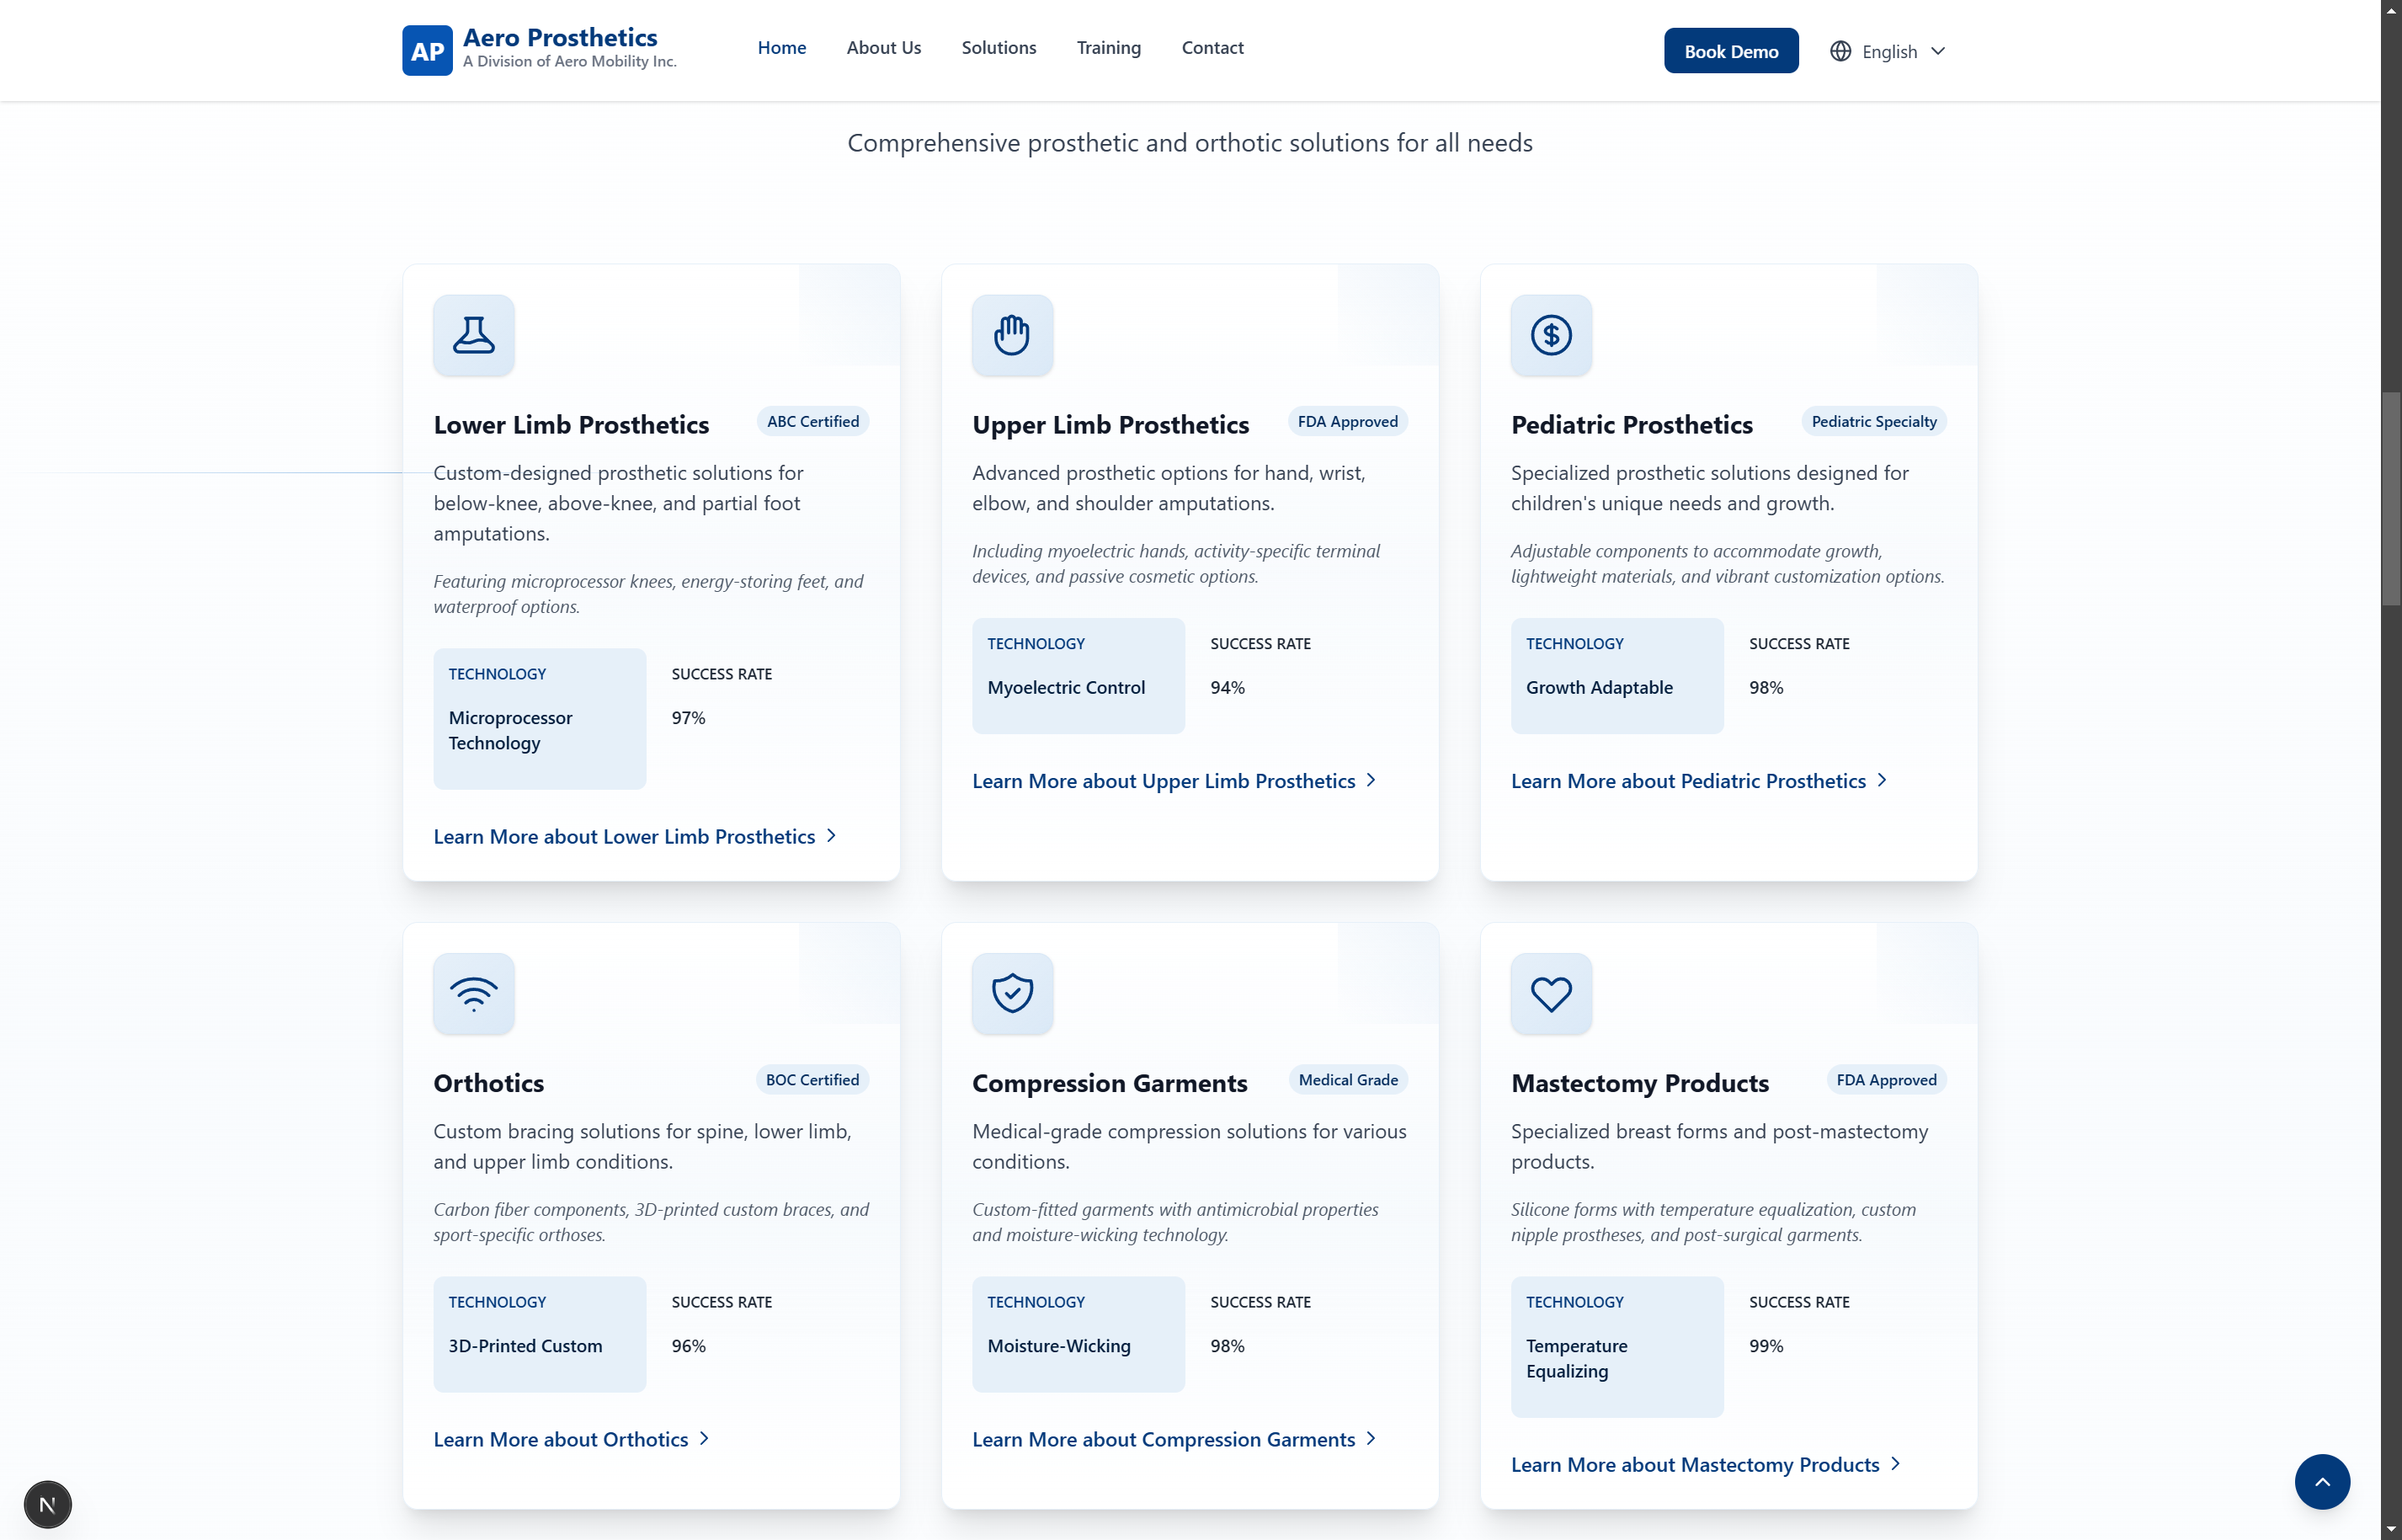 AP
Aero Prosthetics
A Division of Aero Mobility Inc.
Home
About Us
Solutions
Training
Contact
Book Demo
English
Comprehensive prosthetic and orthotic solutions for all needs
Lower Limb Prosthetics
ABC Certified
Custom-designed prosthetic solutions for
below-knee, above-knee, and partial foot
amputations.
Featuring microprocessor knees, energy-storing feet, and
waterproof options.
TECHNOLOGY
Microprocessor
Technology
SUCCESS RATE
97%
Learn More about Lower Limb Prosthetics
Upper Limb Prosthetics
FDA Approved
Advanced prosthetic options for hand, wrist,
elbow, and shoulder amputations.
Including myoelectric hands, activity-specific terminal
devices, and passive cosmetic options.
TECHNOLOGY
Myoelectric Control
SUCCESS RATE
94%
Learn More about Upper Limb Prosthetics
$
Pediatric Prosthetics
Pediatric Specialty
Specialized prosthetic solutions designed for
children's unique needs and growth.
Adjustable components to accommodate growth,
lightweight materials, and vibrant customization options.
TECHNOLOGY
Growth Adaptable
SUCCESS RATE
98%
Learn More about Pediatric Prosthetics
Orthotics
BOC Certified
Custom bracing solutions for spine, lower limb,
and upper limb conditions.
Carbon fiber components, 3D-printed custom braces, and
sport-specific orthoses.
TECHNOLOGY
3D-Printed Custom
SUCCESS RATE
96%
Learn More about Orthotics
Compression Garments
Medical Grade
Medical-grade compression solutions for various
conditions.
Custom-fitted garments with antimicrobial properties
and moisture-wicking technology.
TECHNOLOGY
Moisture-Wicking
SUCCESS RATE
98%
Learn More about Compression Garments
Mastectomy Products
FDA Approved
Specialized breast forms and post-mastectomy
products.
Silicone forms with temperature equalization, custom
nipple prostheses, and post-surgical garments.
TECHNOLOGY
Temperature
Equalizing
SUCCESS RATE
99%
Learn More about Mastectomy Products
N